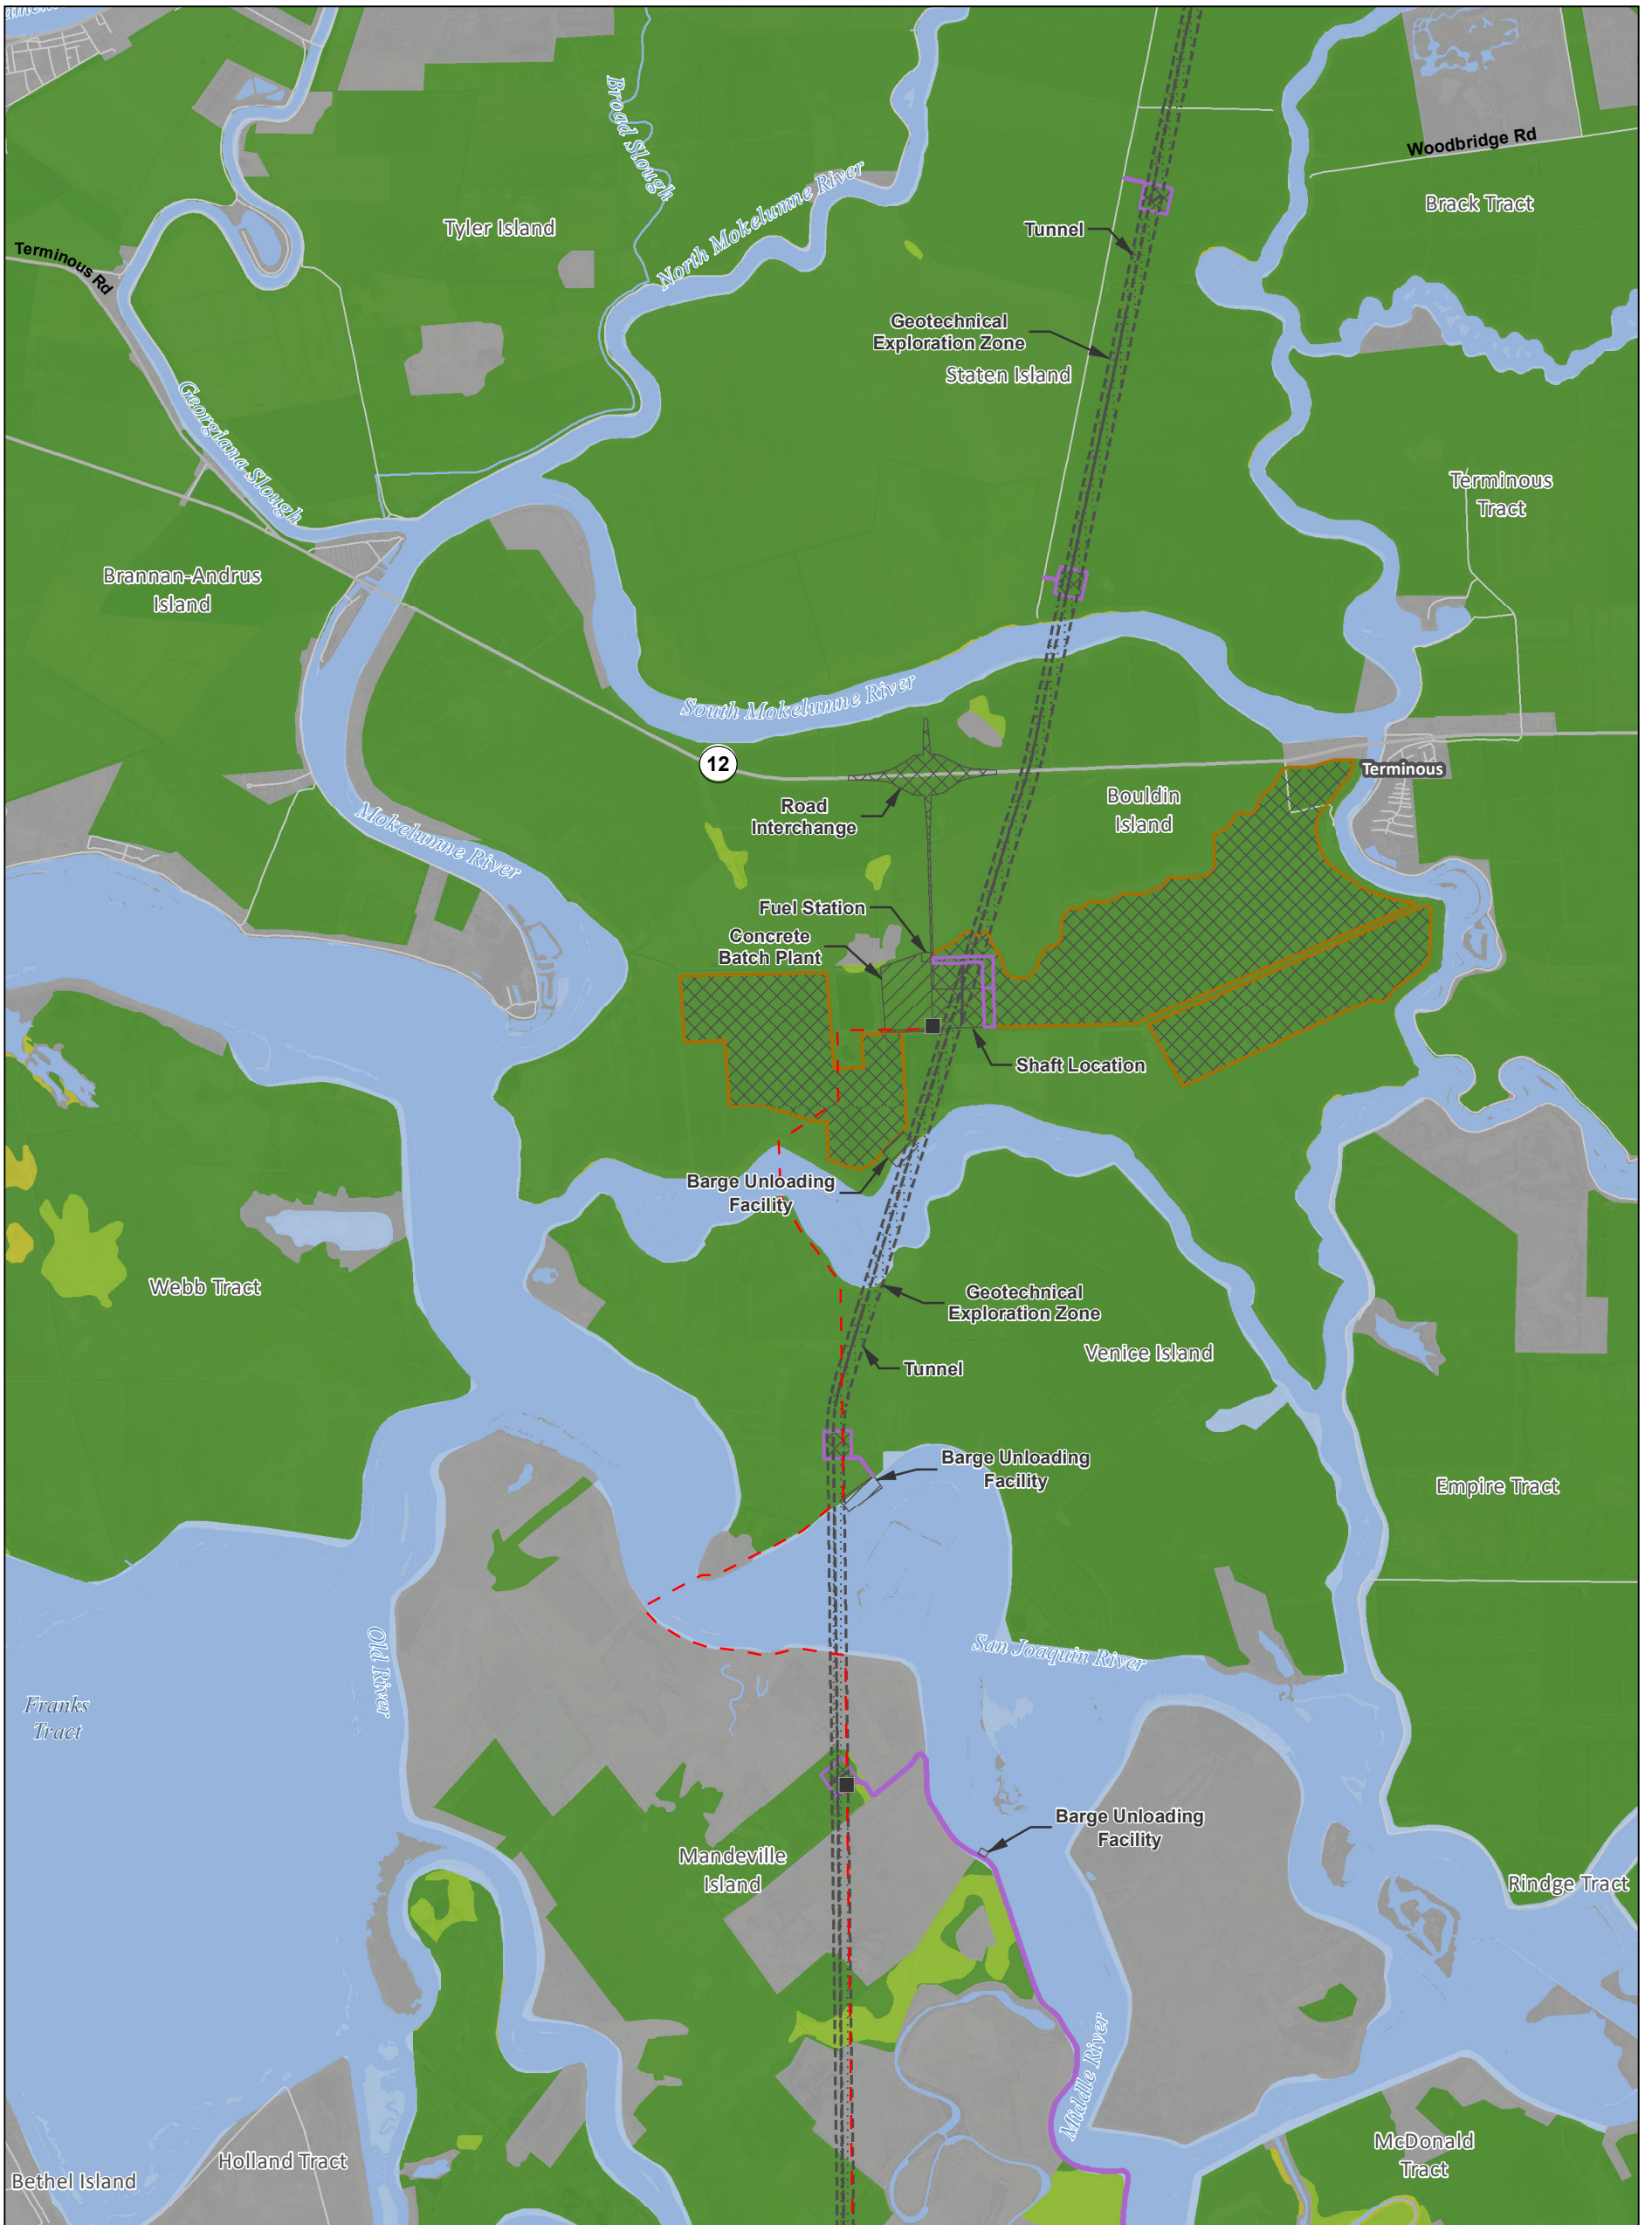 Woodbridge Rd
Broad Slough
Brack Tract
Tyler Island
North Mokelumne River
Tunnel
Terminous Rd
Geotechnical
Exploration Zone
Staten Island
Georgiana Slough
Terminous
Tract
Brannan-Andrus
Island
South Mokelumne River
12
Terminous
Road
Interchange
Bouldin
Island
Mokelumne River
Fuel Station
Concrete
Batch Plant
Shaft Location
Barge Unloading
Facility
Webb Tract
Geotechnical
Exploration Zone
Venice Island
Tunnel
Barge Unloading
Facility
Empire Tract
Old River
San Joaquin River
Franks
Tract
Barge Unloading
Facility
Mandeville
Island
Rindge Tract
Middle River
McDonald
Tract
Holland Tract
Bethel Island